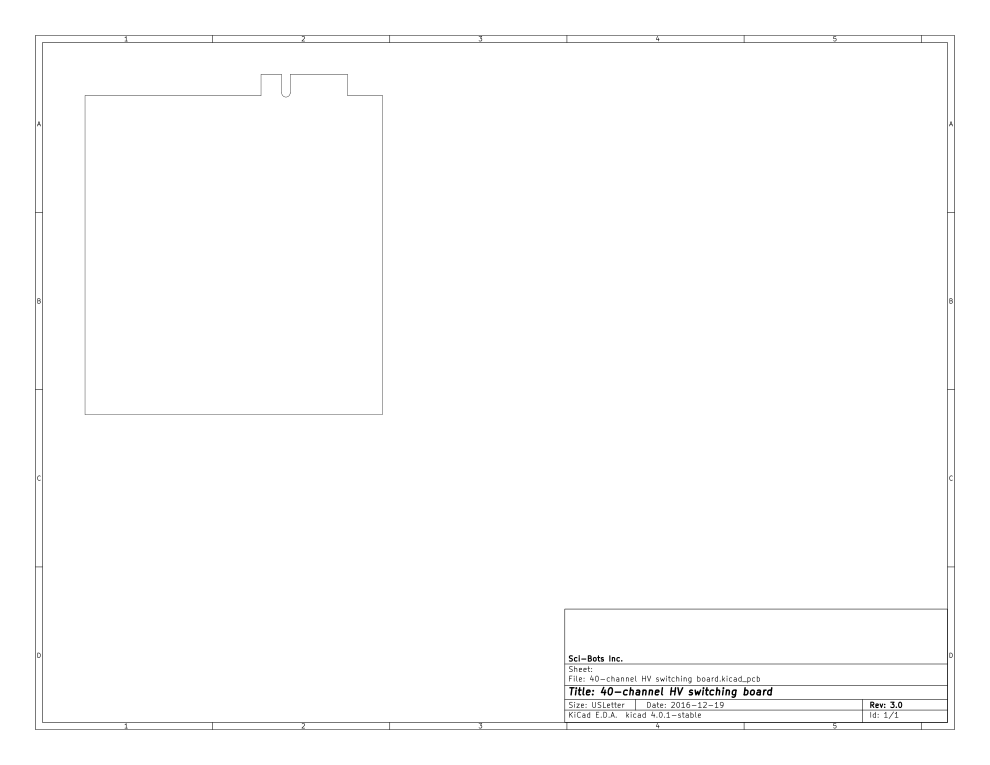 1 2 3 4 5
A A
B B
C C
D D
Sci-Bots Inc.
Sheet:
File: 40-channel HV switching board.kicad_pcb
Title: 40-channel HV switching board
Size: USLetter Date: 2016-12-19 Rev: 3.0
KiCad E.D.A. kicad 4.0.1-stable Id: 1/1
1 2 3 4 5